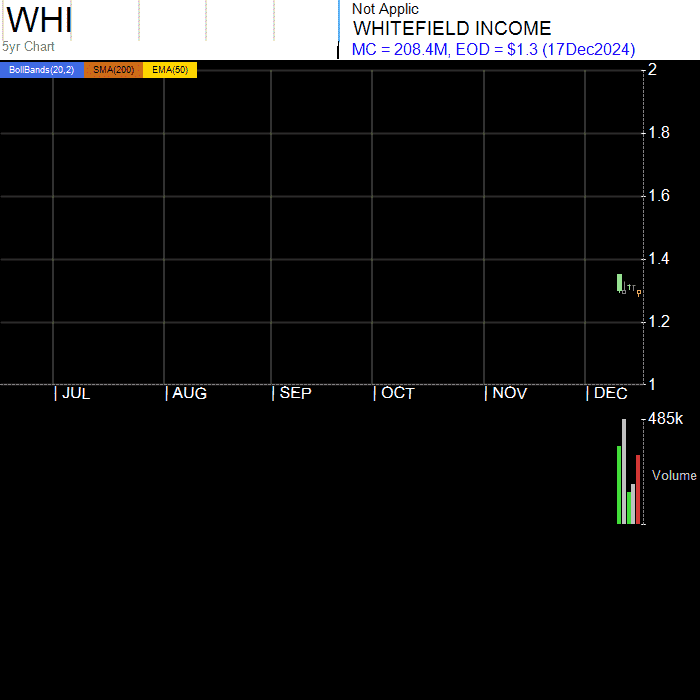 WHI
5yr Chart
Not Applic
WHITEFIELD INCOME
MC = 208.4M, EOD = $1.3 (17Dec2024)
BollBands(20,2) SMA(200) EMA(50)
2
1.8
1.6
1.4
1.2
1
| JUL | AUG | SEP | OCT | NOV | DEC
485k
Volume